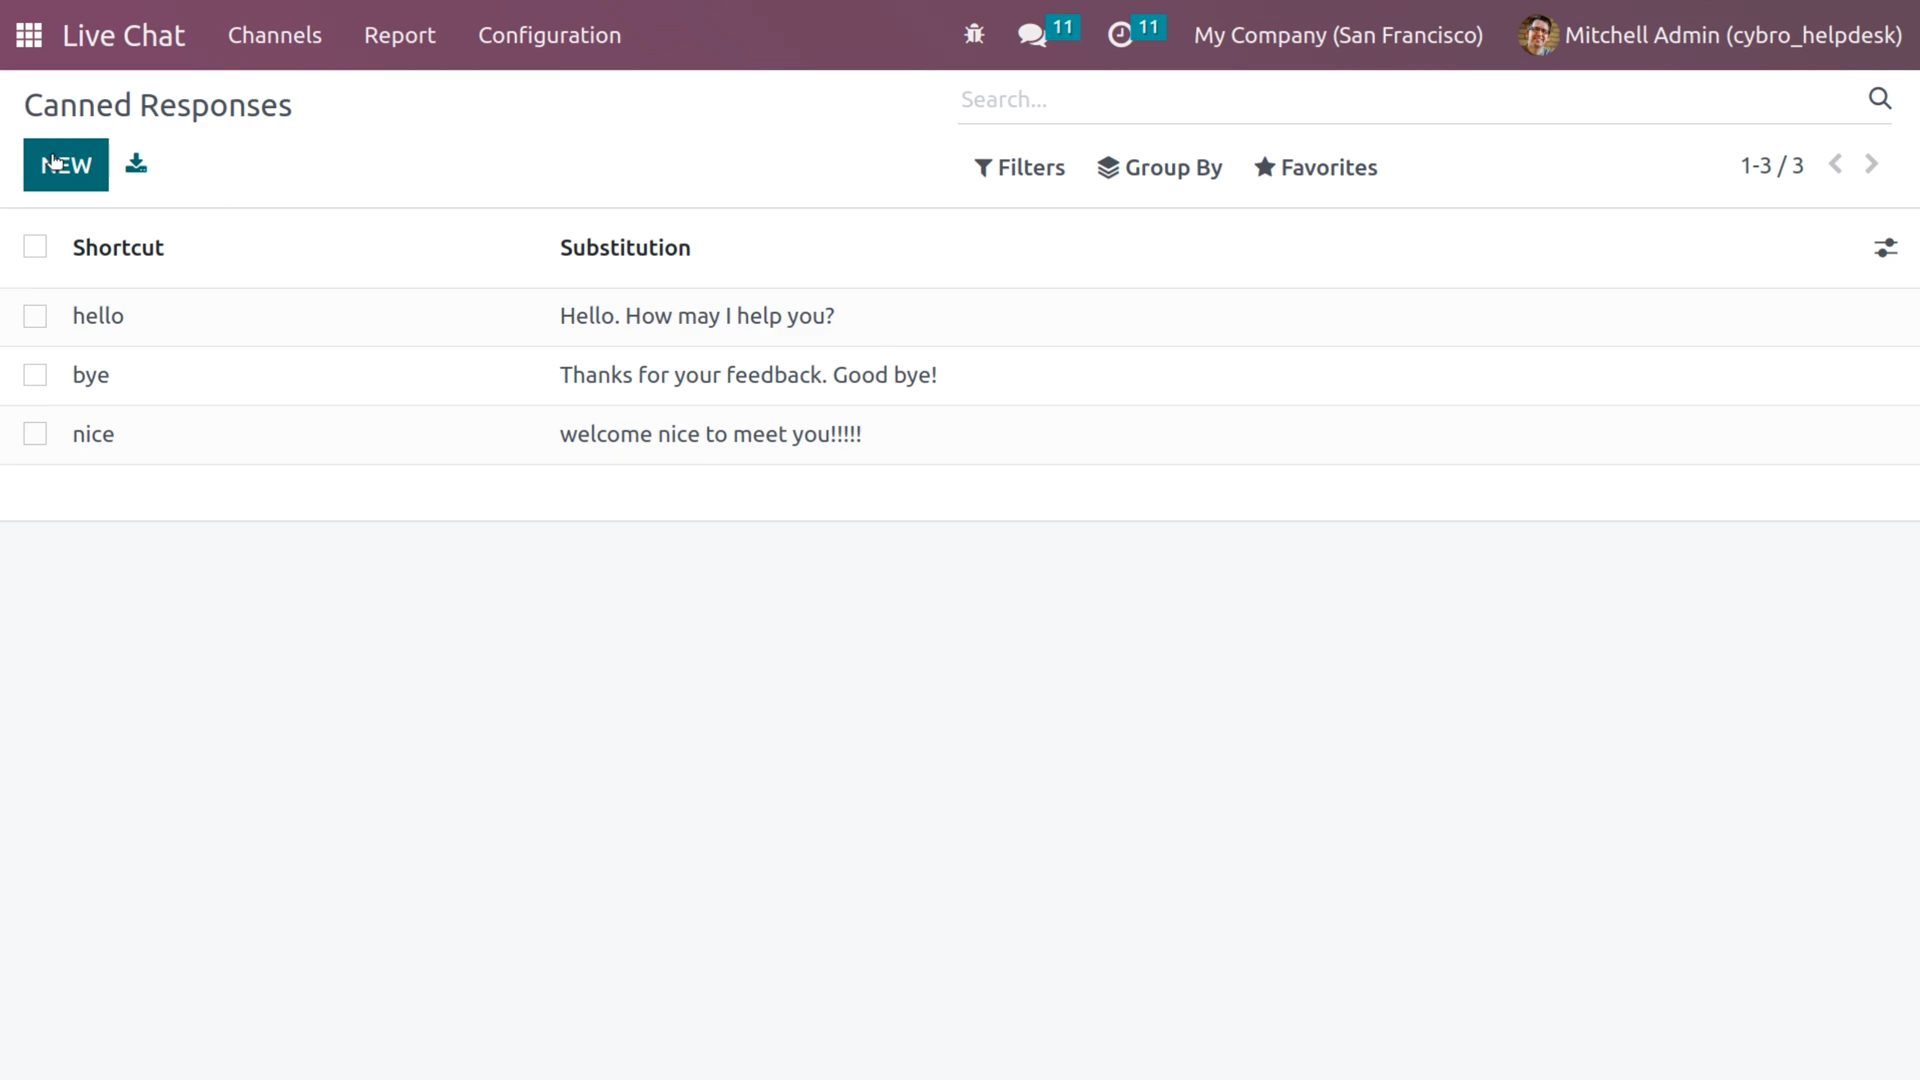 Live Chat Channels Report Configuration 11 11 My Company (San Francisco) Mitchell Admin (cybro_helpdesk)
Canned Responses Search...
NEW Filters Group By Favorites 1-3 / 3
Shortcut Substitution
hello Hello. How may I help you?
bye Thanks for your feedback. Good bye!
nice welcome nice to meet you!!!!!